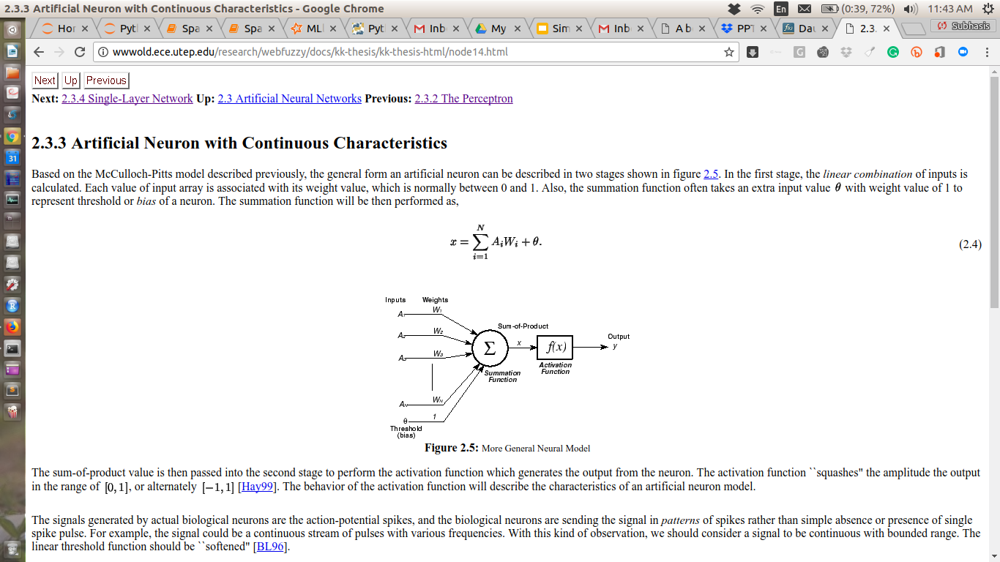 2.3.3 Artificial Neuron with Continuous Characteristics - Google Chrome
En
(0:39, 72%)
11:43 AM
Hor
Pytl
Spa
Spa
MLl
Pytl
Inb
My
Sim
Inb
A b
PPT
Dau
2.3.
Subhasis
wwwold.ece.utep.edu/research/webfuzzy/docs/kk-thesis/kk-thesis-html/node14.html
Next Up Previous
Next: 2.3.4 Single-Layer Network Up: 2.3 Artificial Neural Networks Previous: 2.3.2 The Perceptron
2.3.3 Artificial Neuron with Continuous Characteristics
Based on the McCulloch-Pitts model described previously, the general form an artificial neuron can be described in two stages shown in figure 2.5. In the first stage, the linear combination of inputs is
calculated. Each value of input array is associated with its weight value, which is normally between 0 and 1. Also, the summation function often takes an extra input value θ with weight value of 1 to
represent threshold or bias of a neuron. The summation function will be then performed as,
x = ∑_{i=1}^{N} A_i W_i + θ.
(2.4)
Inputs Weights
A₁ W₁
Sum-of-Product
A₂ W₂
Output
A₃ W₃ Σ x f(x) y
Activation
Function
Summation
Function
A_N W_N
θ 1
Threshold
(bias)
Figure 2.5: More General Neural Model
The sum-of-product value is then passed into the second stage to perform the activation function which generates the output from the neuron. The activation function ``squashes" the amplitude the output
in the range of [0, 1], or alternately [−1, 1] [Hay99]. The behavior of the activation function will describe the characteristics of an artificial neuron model.
The signals generated by actual biological neurons are the action-potential spikes, and the biological neurons are sending the signal in patterns of spikes rather than simple absence or presence of single
spike pulse. For example, the signal could be a continuous stream of pulses with various frequencies. With this kind of observation, we should consider a signal to be continuous with bounded range. The
linear threshold function should be ``softened" [BL96].
31